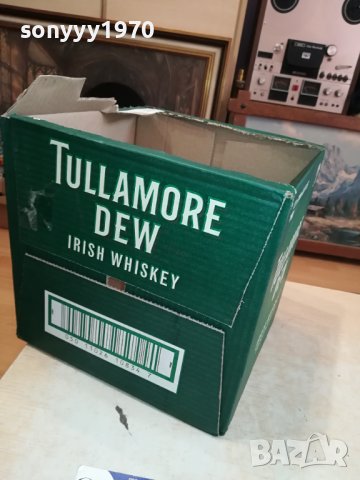 sonyyy1970
TULLAMORE
DEW
IRISH WHISKEY
BAZAR